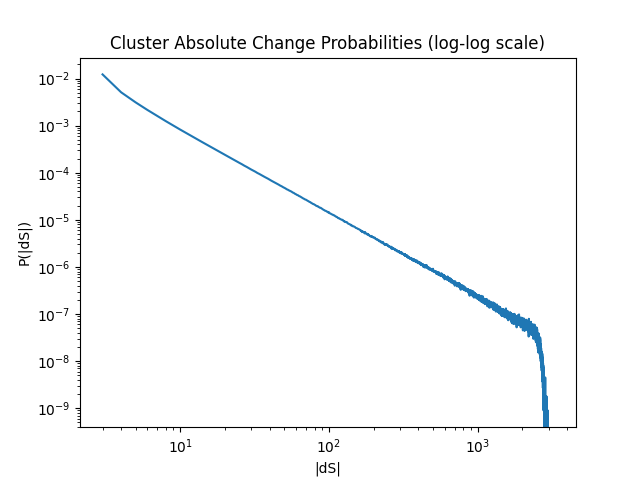 Cluster Absolute Change Probabilities (log-log scale)
P(|dS|)
10⁻²
10⁻³
10⁻⁴
10⁻⁵
10⁻⁶
10⁻⁷
10⁻⁸
10⁻⁹
10¹ 10² 10³
|dS|